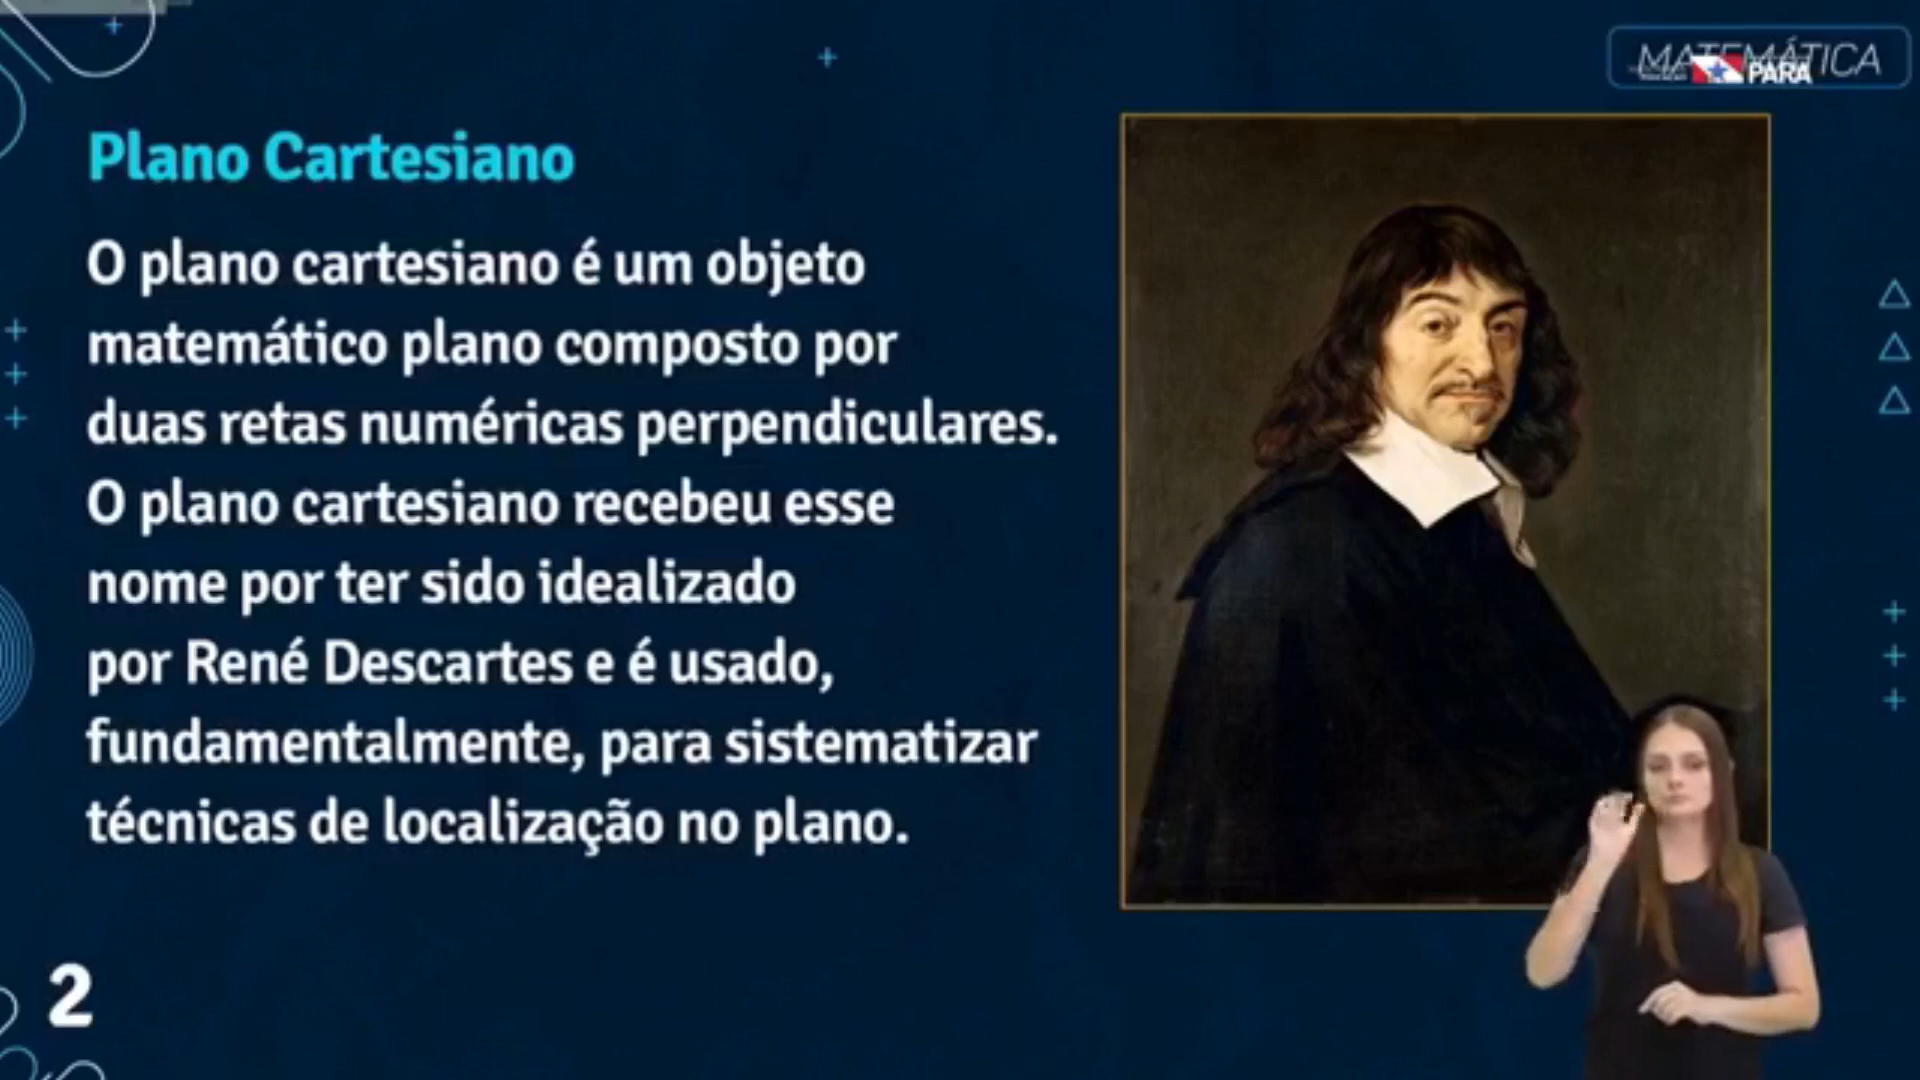 MATEMÁTICA
PARÁ
Plano Cartesiano
O plano cartesiano é um objeto
matemático plano composto por
duas retas numéricas perpendiculares.
O plano cartesiano recebeu esse
nome por ter sido idealizado
por René Descartes e é usado,
fundamentalmente, para sistematizar
técnicas de localização no plano.
2